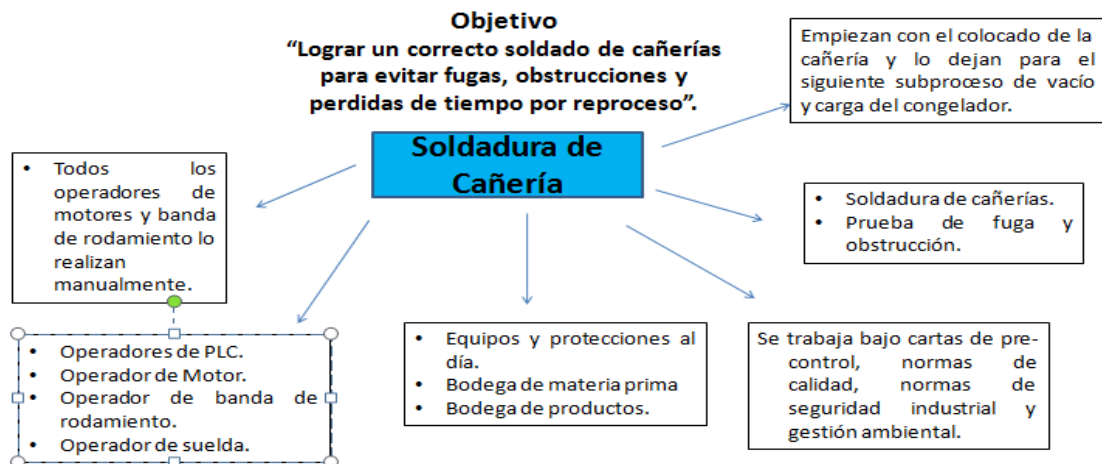 Objetivo
“Lograr un correcto soldado de cañerías
para evitar fugas, obstrucciones y
perdidas de tiempo por reproceso”.
Empiezan con el colocado de la
cañería y lo dejan para el
siguiente subproceso de vacío
y carga del congelador.
Soldadura de
Cañería
• Todos los
operadores de
motores y banda
de rodamiento lo
realizan
manualmente.
• Soldadura de cañerías.
• Prueba de fuga y
obstrucción.
• Operadores de PLC.
• Operador de Motor.
• Operador de banda de
rodamiento.
• Operador de suelda.
• Equipos y protecciones al
día.
• Bodega de materia prima
• Bodega de productos.
Se trabaja bajo cartas de pre-
control, normas de
calidad, normas de
seguridad industrial y
gestión ambiental.